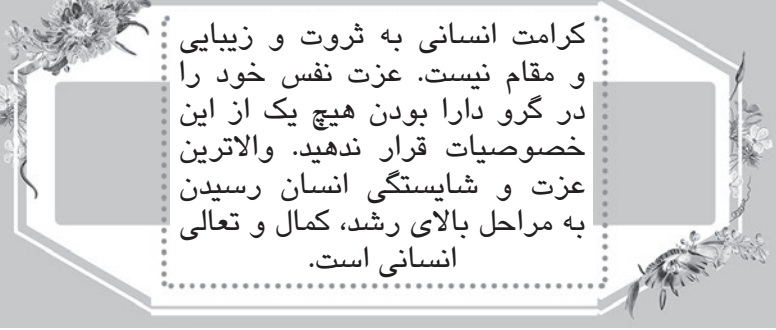 کرامت انسانی به ثروت و زیبایی
و مقام نیست. عزت نفس خود را
در گرو دارا بودن هیچ یک از این
خصوصیات قرار ندهید. والاترین
عزت و شایستگی انسان رسیدن
به مراحل بالای رشد، کمال و تعالی
انسانی است.